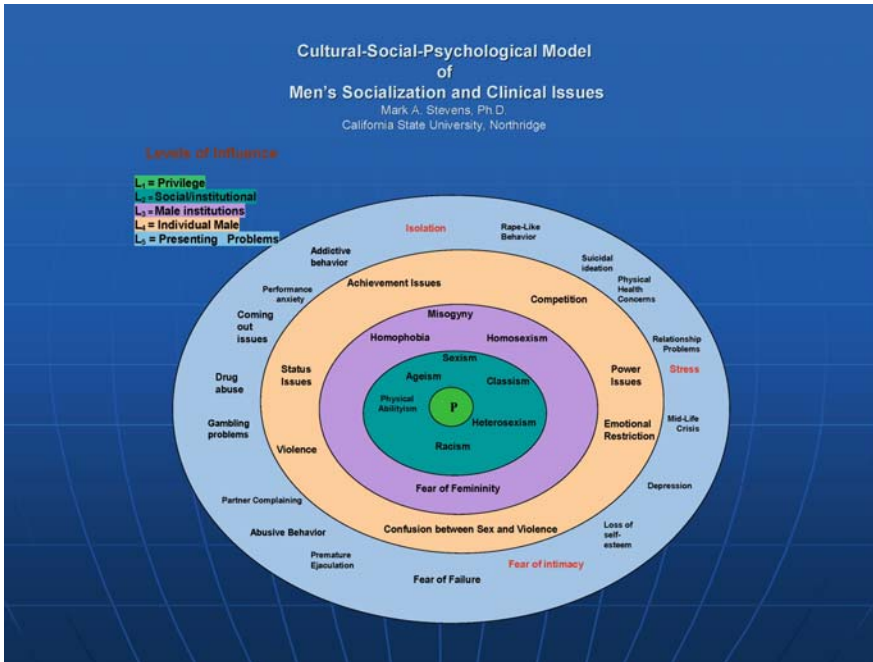 Cultural-Social-Psychological Model
of
Men's Socialization and Clinical Issues
Mark A. Stevens, Ph.D.
California State University, Northridge
Levels of Influence
L₁ = Privilege
L₂ = Social/institutional
L₃ = Male institutions
L₄ = Individual Male
L₅ = Presenting Problems
Isolation
Rape-Like
Behavior
Addictive
behavior
Suicidal
ideation
Physical
Health
Concerns
Performance
anxiety
Achievement Issues
Competition
Coming
out
issues
Misogyny
Homophobia
Homosexism
Relationship
Problems
Sexism
Status
Issues
Ageism
Classism
Power
Issues
Stress
Drug
abuse
Physical
Abilityism
P
Heterosexism
Gambling
problems
Emotional
Restriction
Mid-Life
Crisis
Violence
Racism
Fear of Femininity
Depression
Partner Complaining
Abusive Behavior
Confusion between Sex and Violence
Loss of
self-
esteem
Premature
Ejaculation
Fear of intimacy
Fear of Failure